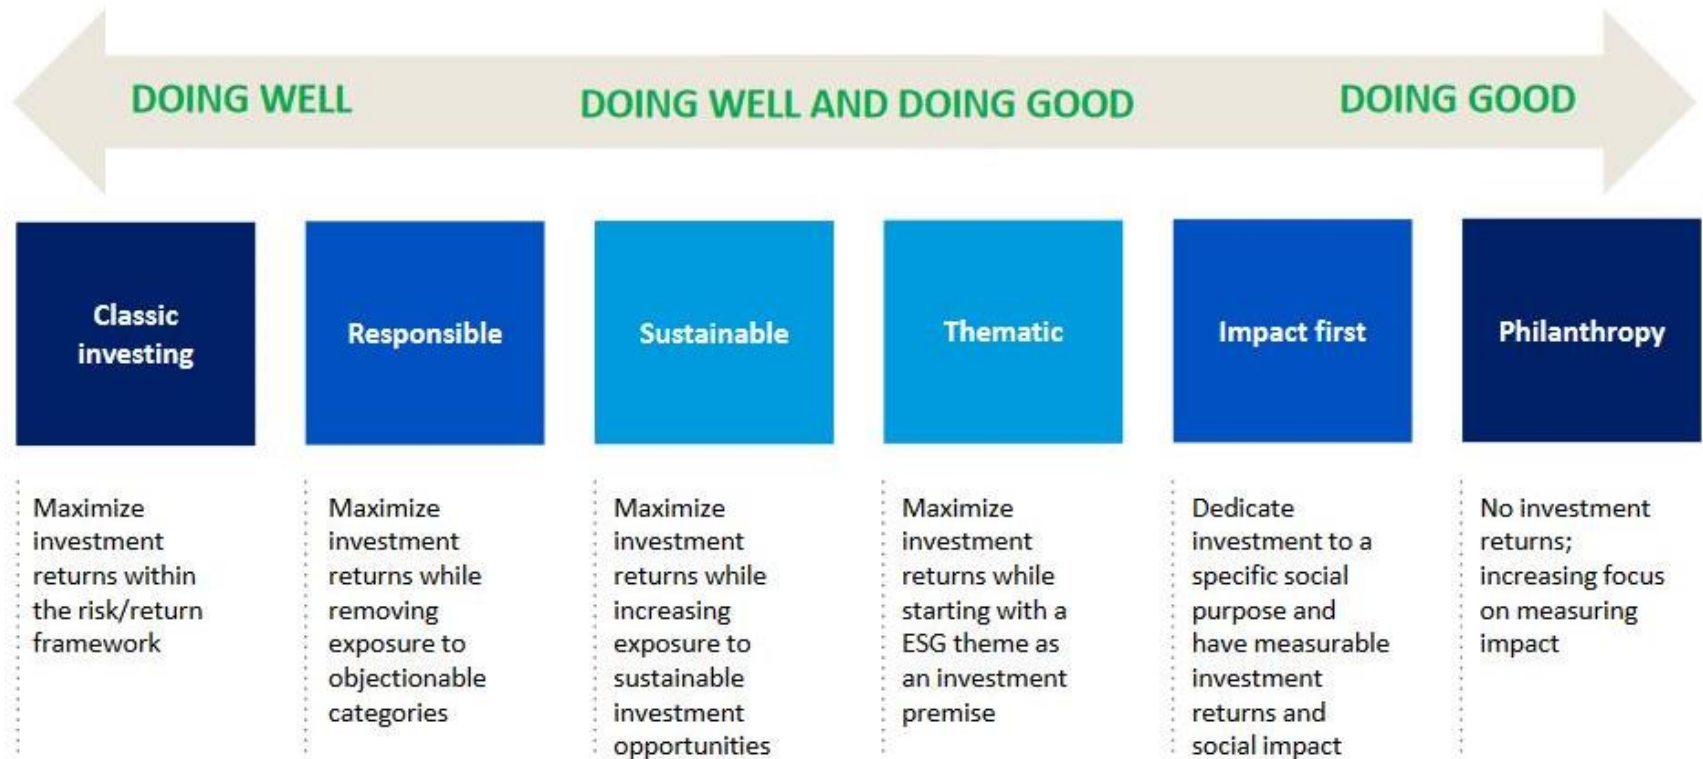 DOING WELL
DOING WELL AND DOING GOOD
DOING GOOD
Classic
investing
Responsible
Sustainable
Thematic
Impact first
Philanthropy
Maximize
investment
returns within
the risk/return
framework
Maximize
investment
returns while
removing
exposure to
objectionable
categories
Maximize
investment
returns while
increasing
exposure to
sustainable
investment
opportunities
Maximize
investment
returns while
starting with a
ESG theme as
an investment
premise
Dedicate
investment to a
specific social
purpose and
have measurable
investment
returns and
social impact
No investment
returns;
increasing focus
on measuring
impact